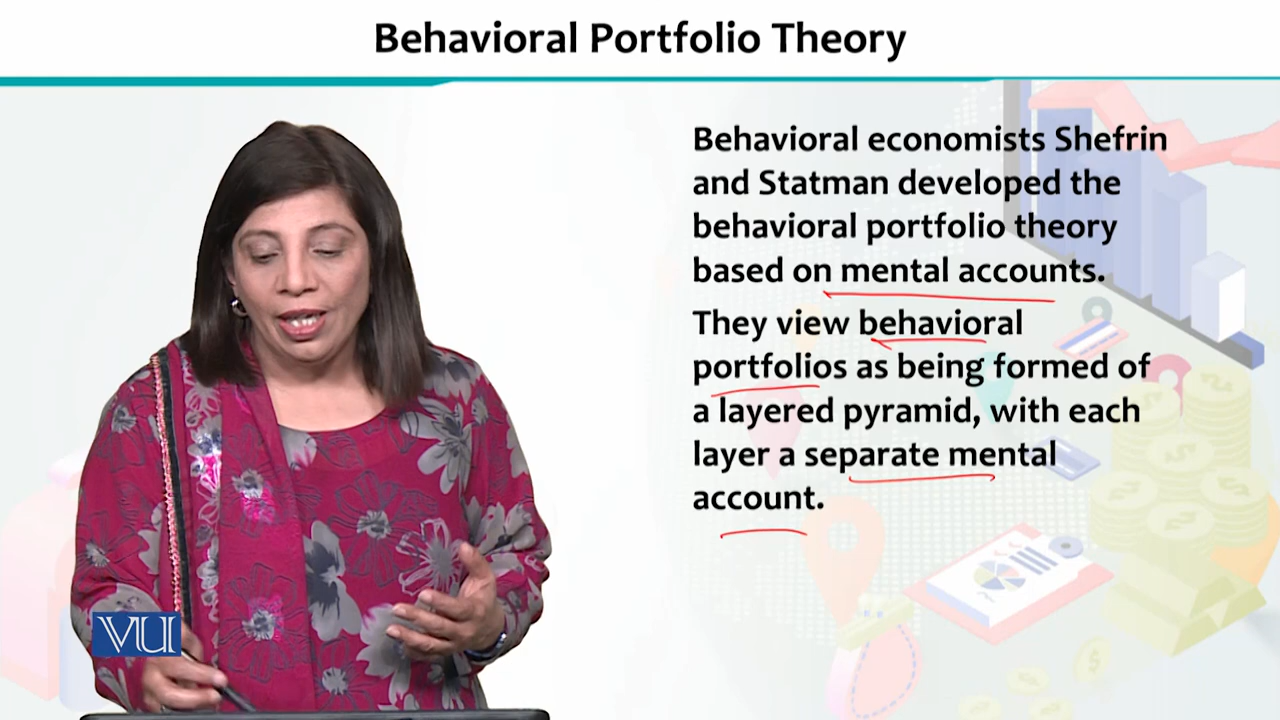 Behavioral Portfolio Theory
Behavioral economists Shefrin
and Statman developed the
behavioral portfolio theory
based on mental accounts.
They view behavioral
portfolios as being formed of
a layered pyramid, with each
layer a separate mental
account.
VU